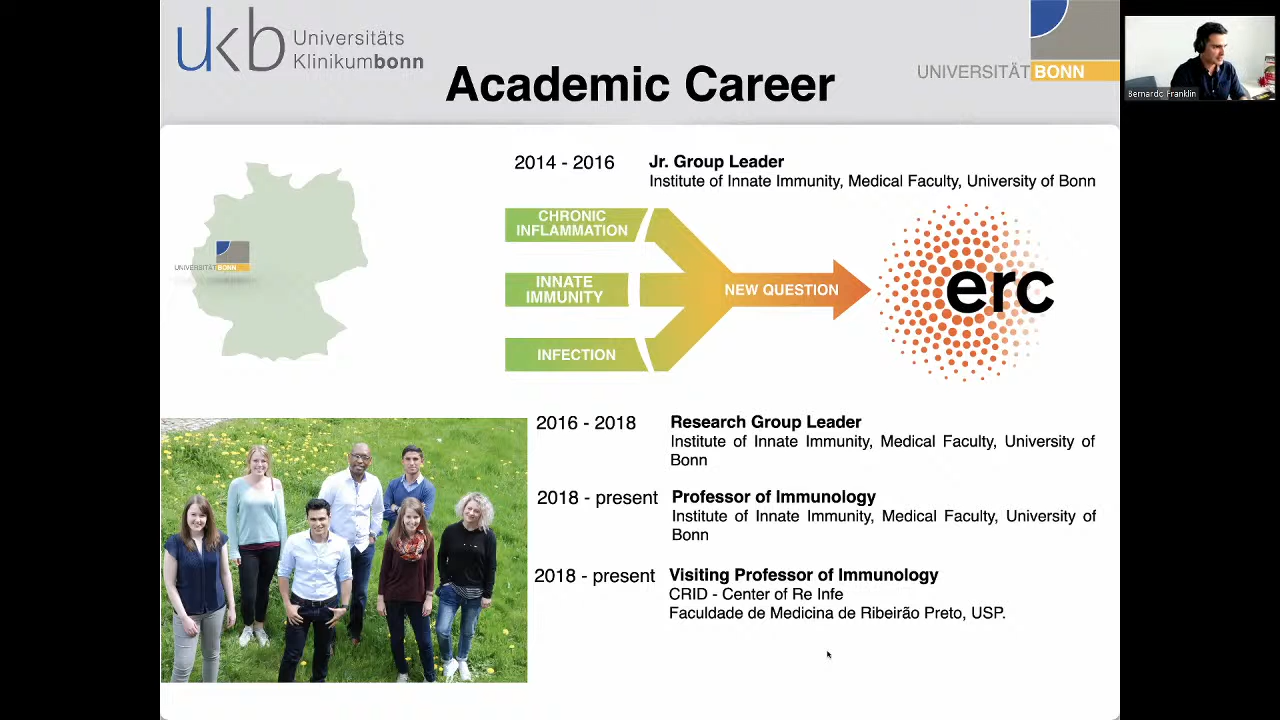 ukb Universitäts
Klinikumbonn
Academic Career
UNIVERSITÄT BONN
Bernardo Franklin
2014 - 2016
Jr. Group Leader
Institute of Innate Immunity, Medical Faculty, University of Bonn
CHRONIC
INFLAMMATION
INNATE
IMMUNITY
INFECTION
NEW QUESTION
erc
UNIVERSITÄT BONN
2016 - 2018
Research Group Leader
Institute of Innate Immunity, Medical Faculty, University of
Bonn
2018 - present
Professor of Immunology
Institute of Innate Immunity, Medical Faculty, University of
Bonn
2018 - present
Visiting Professor of Immunology
CRID - Center of Re Infe
Faculdade de Medicina de Ribeirão Preto, USP.